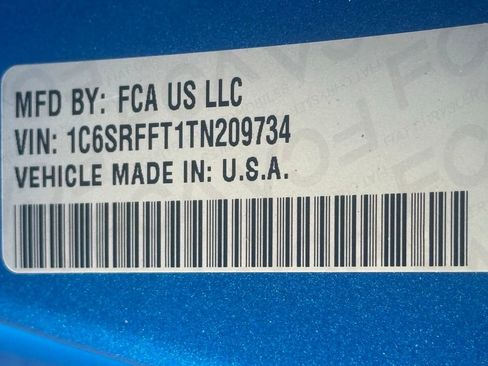 MFD BY: FCA US LLC
VIN: 1C6SRFFT1TN209734
VEHICLE MADE IN: U.S.A.